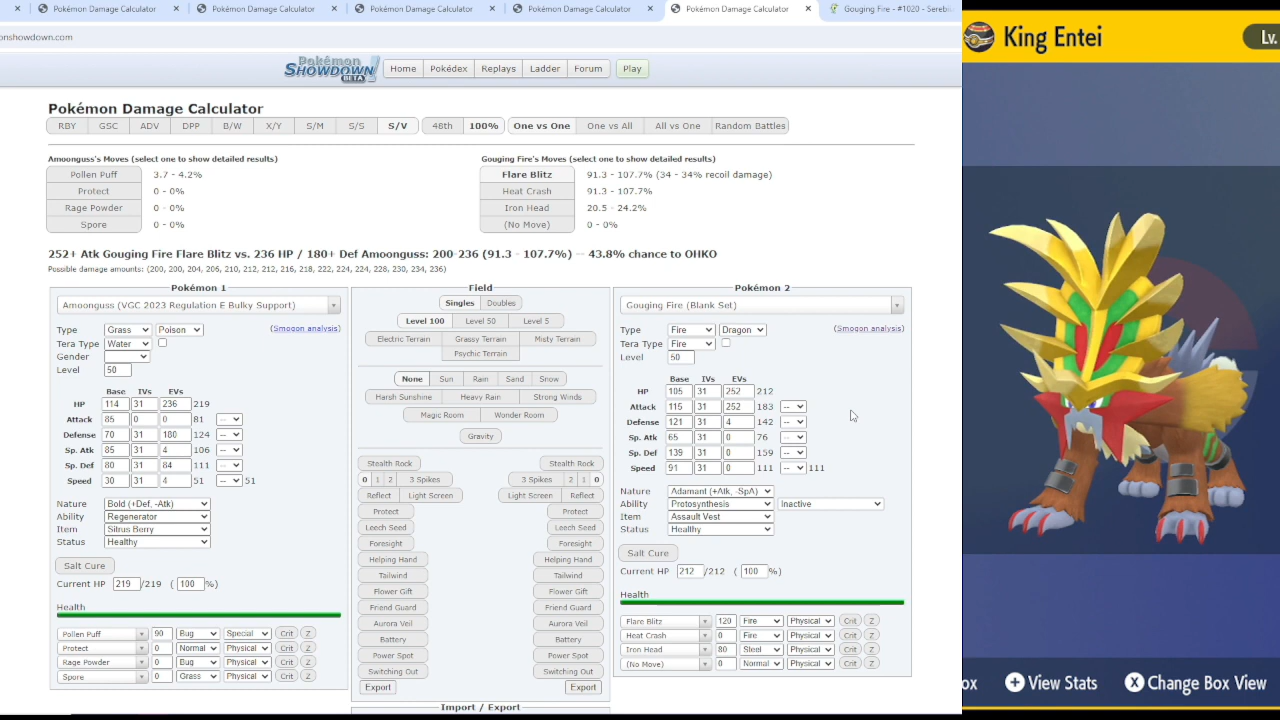 Pokémon Damage Calculator
Pokémon Damage Calculator
Pokémon Damage Calculator
Pokémon Damage Calculator
Gouging Fire - #1020 - Serebii
onshowdown.com
Pokémon SHOWDOWN! BETA
Home Pokédex Replays Ladder Forum Play
Pokémon Damage Calculator
RBY GSC ADV DPP B/W X/Y S/M S/S S/V 48th 100% One vs One One vs All All vs One Random Battles
Amoonguss's Moves (select one to show detailed results)
Pollen Puff 3.7 - 4.2%
Protect 0 - 0%
Rage Powder 0 - 0%
Spore 0 - 0%
Gouging Fire's Moves (select one to show detailed results)
Flare Blitz 91.3 - 107.7% (34 - 34% recoil damage)
Heat Crash 91.3 - 107.7%
Iron Head 20.5 - 24.2%
(No Move) 0 - 0%
252+ Atk Gouging Fire Flare Blitz vs. 236 HP / 180+ Def Amoonguss: 200-236 (91.3 - 107.7%) -- 43.8% chance to OHKO
Possible damage amounts: (200, 200, 204, 206, 210, 212, 212, 216, 218, 222, 224, 224, 228, 230, 234, 236)
Pokémon 1
Amoonguss (VGC 2023 Regulation E Bulky Support)
Type Grass Poison (Smogon analysis)
Tera Type Water
Gender
Level 50
Base IVs EVs
HP 114 31 236 219
Attack 85 0 0 81 --
Defense 70 31 180 124 --
Sp. Atk 85 31 4 106 --
Sp. Def 80 31 84 111 --
Speed 30 31 4 51 -- 51
Nature Bold (+Def, -Atk)
Ability Regenerator
Item Sitrus Berry
Status Healthy
Salt Cure
Current HP 219 /219 ( 100 %)
Health
Pollen Puff 90 Bug Special Crit Z
Protect 0 Normal Physical Crit Z
Rage Powder 0 Bug Physical Crit Z
Spore 0 Grass Physical Crit Z
Field
Singles Doubles
Level 100 Level 50 Level 5
Electric Terrain Grassy Terrain Misty Terrain
Psychic Terrain
None Sun Rain Sand Snow
Harsh Sunshine Heavy Rain Strong Winds
Magic Room Wonder Room
Gravity
Stealth Rock Stealth Rock
0 1 2 3 Spikes 3 Spikes 2 1 0
Reflect Light Screen Light Screen Reflect
Protect Protect
Leech Seed Leech Seed
Foresight Foresight
Helping Hand Helping Hand
Tailwind Tailwind
Flower Gift Flower Gift
Friend Guard Friend Guard
Aurora Veil Aurora Veil
Battery Battery
Power Spot Power Spot
Switching Out Switching Out
Export Export
Import / Export
Pokémon 2
Gouging Fire (Blank Set)
Type Fire Dragon (Smogon analysis)
Tera Type Fire
Level 50
Base IVs EVs
HP 105 31 252 212
Attack 115 31 252 183 --
Defense 121 31 4 142 --
Sp. Atk 65 31 0 76 --
Sp. Def 139 31 0 159 --
Speed 91 31 0 111 -- 111
Nature Adamant (+Atk, -SpA)
Ability Protosynthesis Inactive
Item Assault Vest
Status Healthy
Salt Cure
Current HP 212 /212 ( 100 %)
Health
Flare Blitz 120 Fire Physical Crit Z
Heat Crash 0 Fire Physical Crit Z
Iron Head 80 Steel Physical Crit Z
(No Move) 0 Normal Physical Crit Z
King Entei Lv.
ox + View Stats X Change Box View